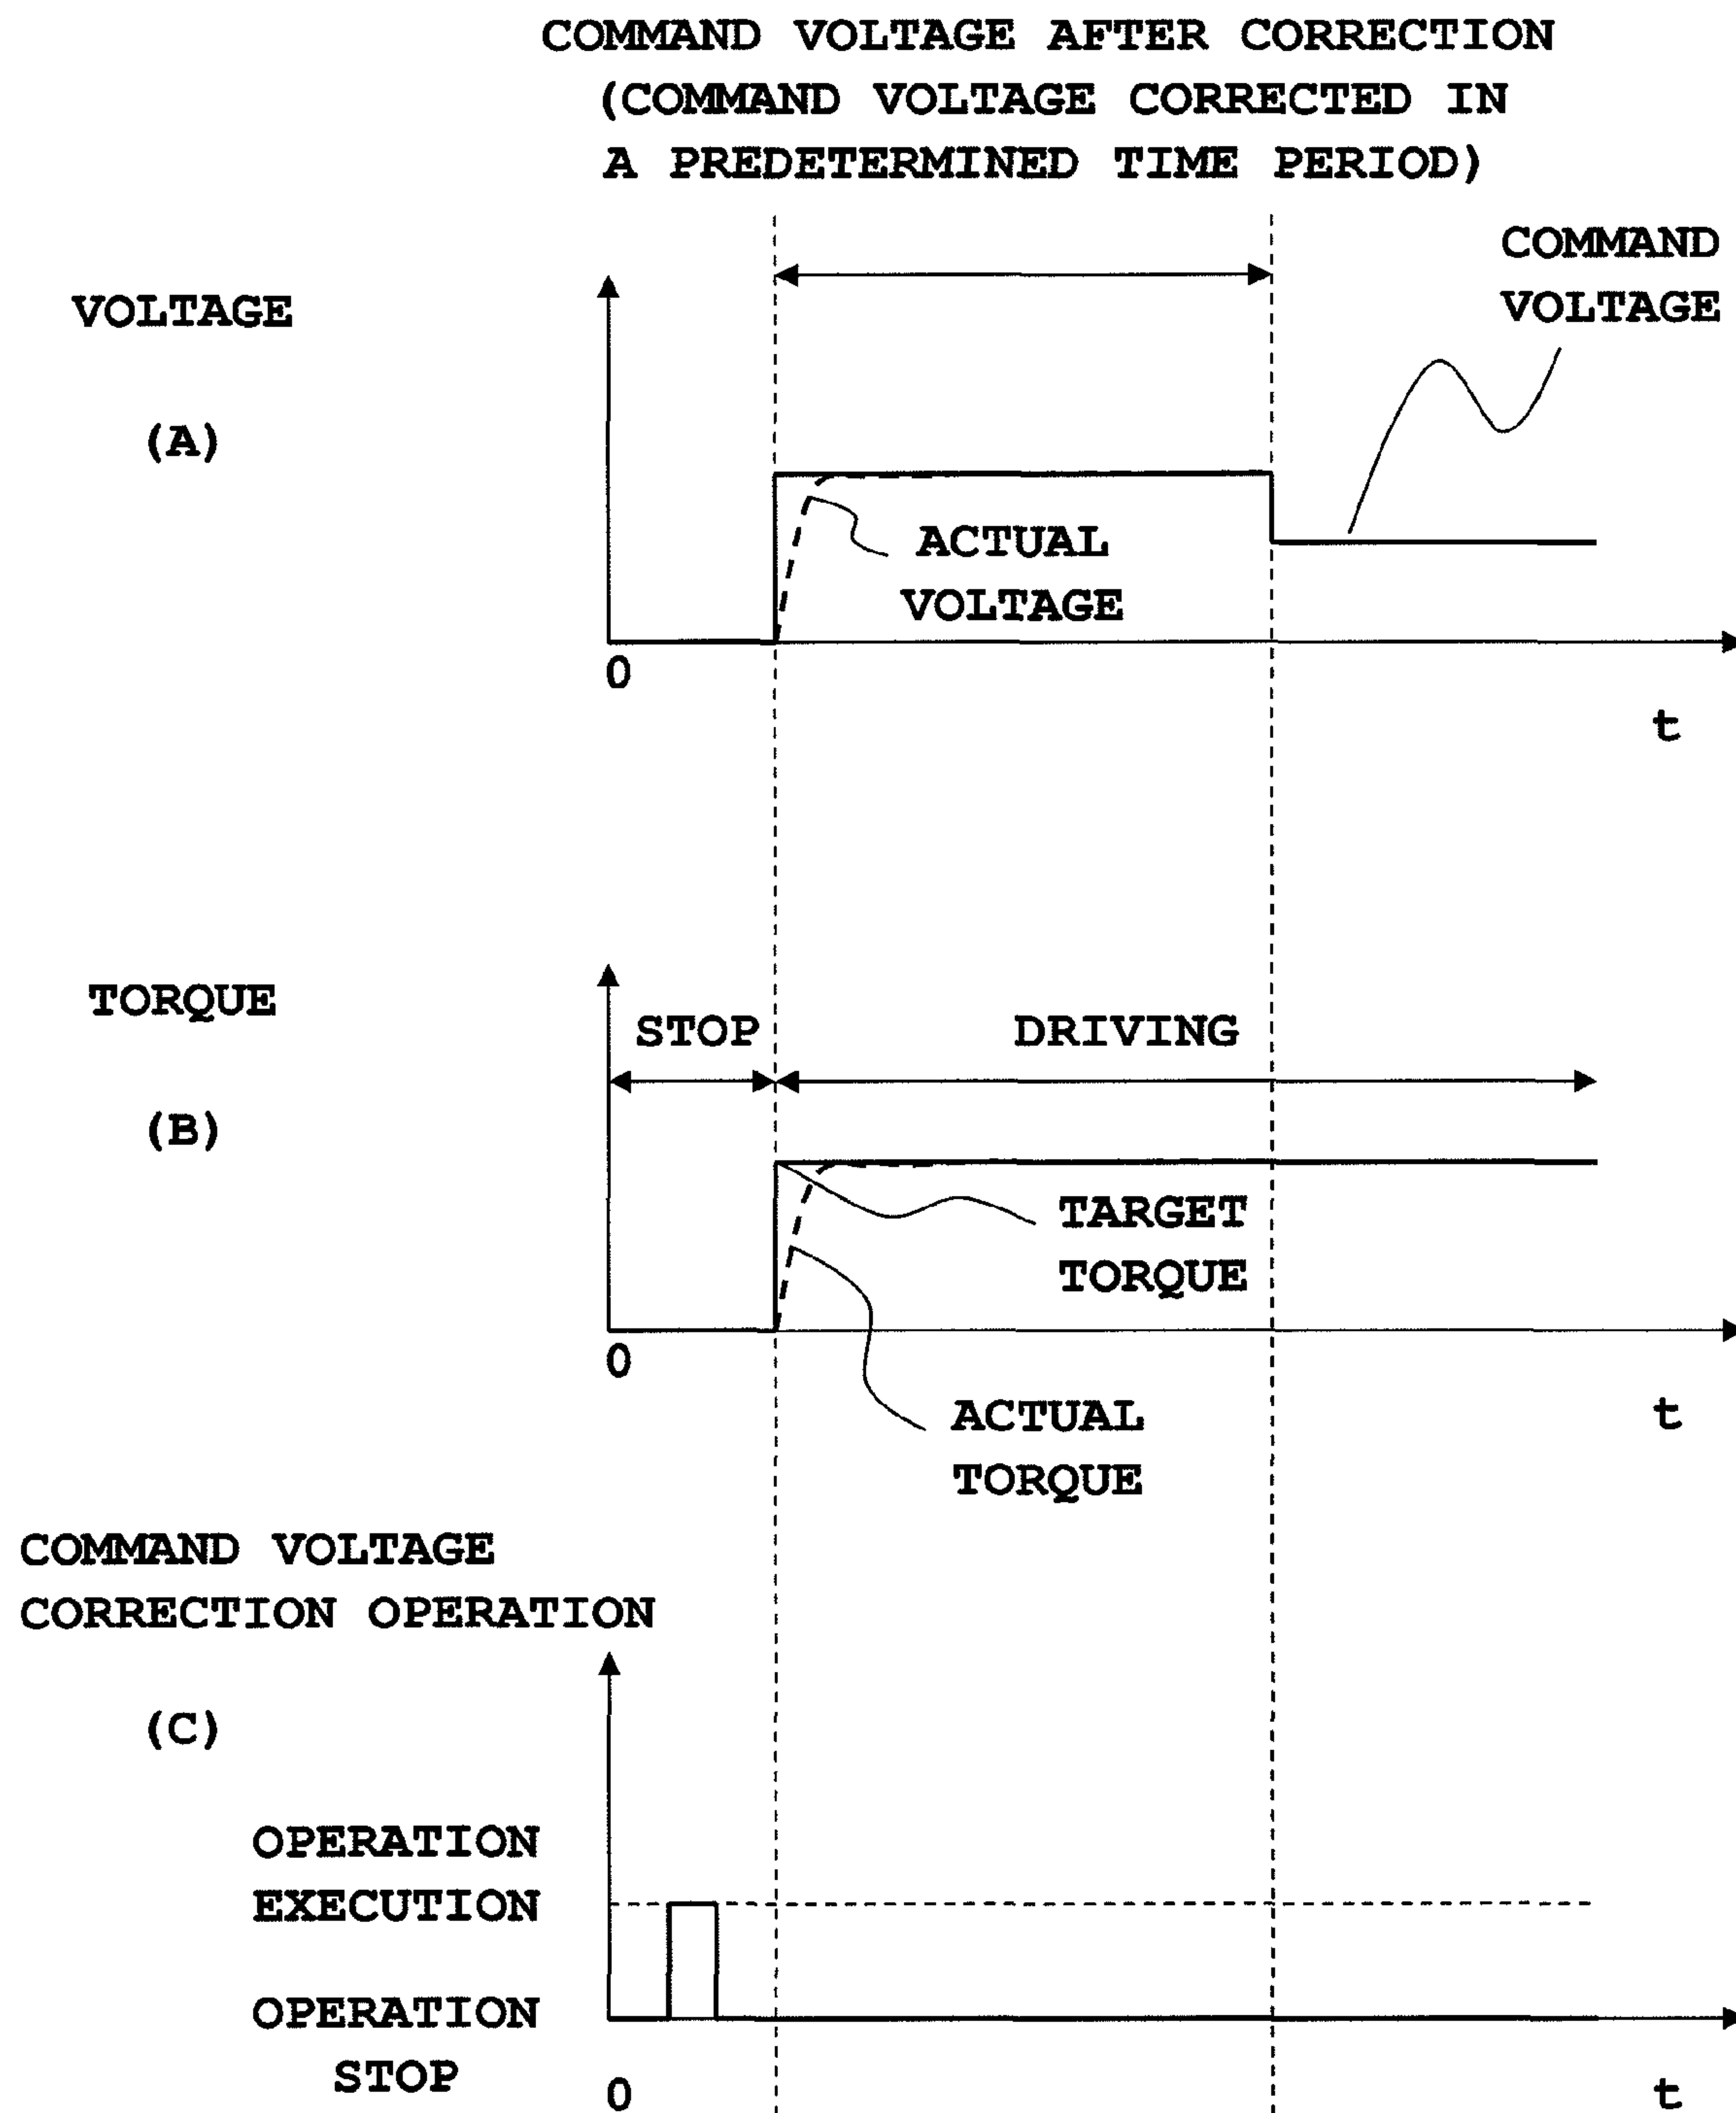 COMMAND VOLTAGE AFTER CORRECTION
(COMMAND VOLTAGE CORRECTED IN
A PREDETERMINED TIME PERIOD)
COMMAND
VOLTAGE
VOLTAGE
(A)
ACTUAL
VOLTAGE
0
t
TORQUE
STOP
DRIVING
(B)
TARGET
TORQUE
0
t
ACTUAL
TORQUE
COMMAND VOLTAGE
CORRECTION OPERATION
(C)
OPERATION
EXECUTION
OPERATION
STOP
0
t